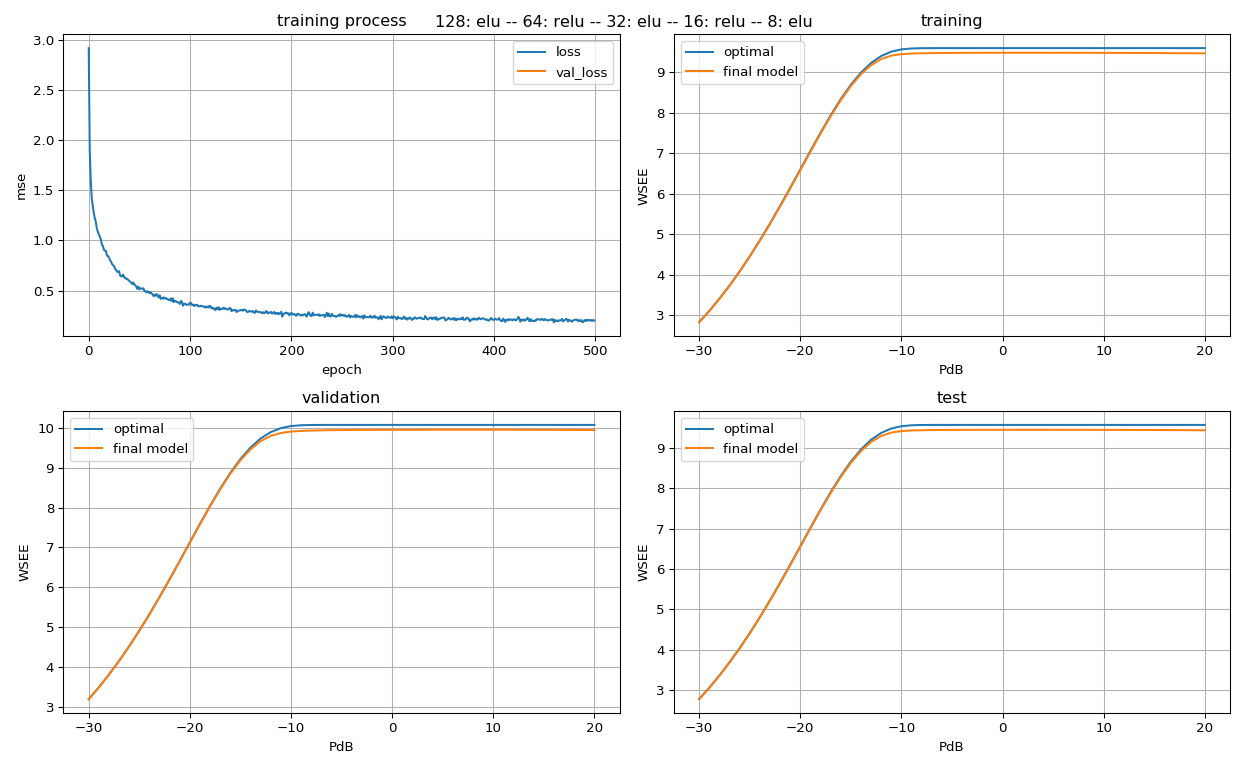 128: elu -- 64: relu -- 32: elu -- 16: relu -- 8: elu
training process
loss
val_loss
3.0
2.5
2.0
1.5
1.0
0.5
mse
0 100 200 300 400 500
epoch
training
optimal
final model
9
8
7
6
5
4
3
WSEE
−30 −20 −10 0 10 20
PdB
validation
optimal
final model
10
9
8
7
6
5
4
3
WSEE
−30 −20 −10 0 10 20
PdB
test
optimal
final model
9
8
7
6
5
4
3
WSEE
−30 −20 −10 0 10 20
PdB